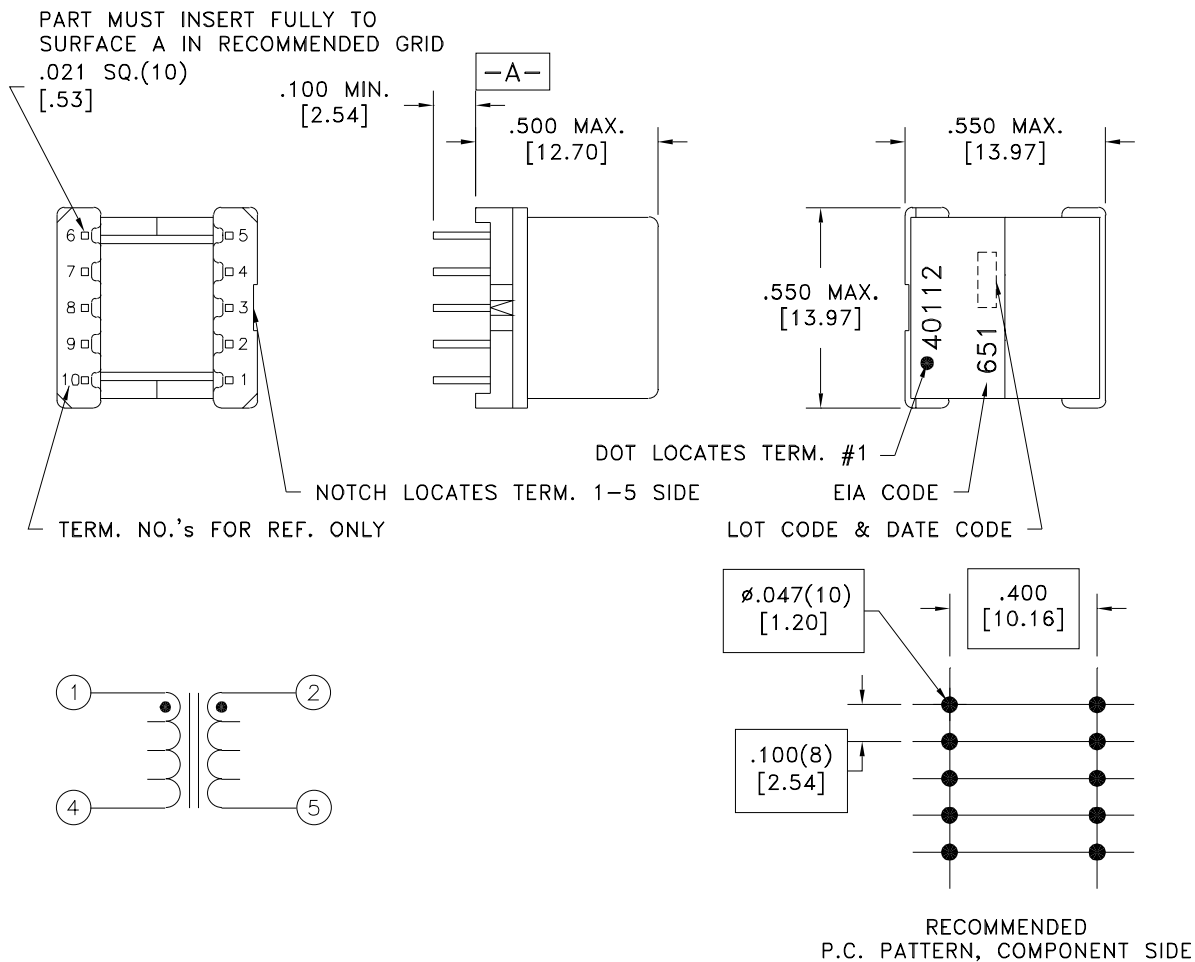 PART MUST INSERT FULLY TO
SURFACE A IN RECOMMENDED GRID
.021 SQ.(10)
[.53]
.100 MIN.
[2.54]
-A-
.500 MAX.
[12.70]
.550 MAX.
[13.97]
6
7
8
9
10
5
4
3
2
1
.550 MAX.
[13.97]
40112
651
DOT LOCATES TERM. #1
NOTCH LOCATES TERM. 1-5 SIDE
EIA CODE
TERM. NO.'s FOR REF. ONLY
LOT CODE & DATE CODE
ø.047(10)
[1.20]
.400
[10.16]
1
2
4
5
.100(8)
[2.54]
RECOMMENDED
P.C. PATTERN, COMPONENT SIDE